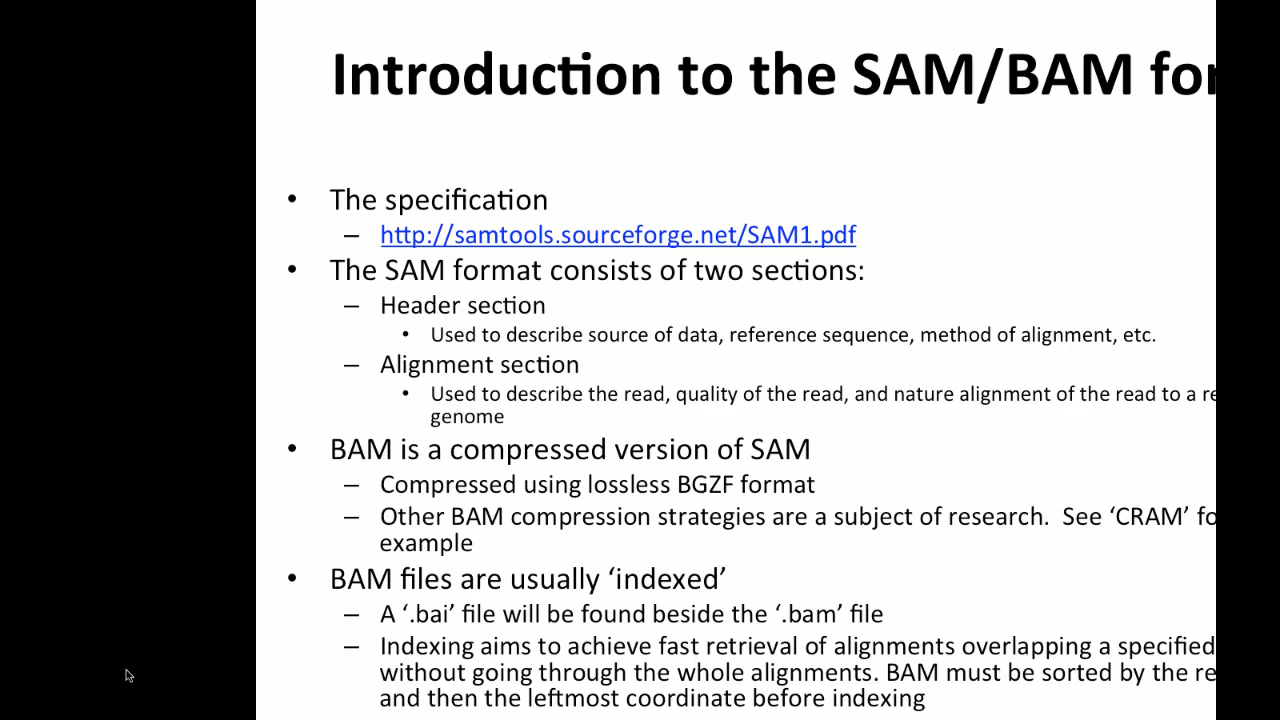 Introduction to the SAM/BAM
• The specification
– http://samtools.sourceforge.net/SAM1.pdf
• The SAM format consists of two sections:
– Header section
• Used to describe source of data, reference sequence, method of alignment, etc.
– Alignment section
• Used to describe the read, quality of the read, and nature alignment of the read to a
genome
• BAM is a compressed version of SAM
– Compressed using lossless BGZF format
– Other BAM compression strategies are a subject of research. See ‘CRAM’
example
• BAM files are usually ‘indexed’
– A ‘.bai’ file will be found beside the ‘.bam’ file
– Indexing aims to achieve fast retrieval of alignments overlapping a specified
without going through the whole alignments. BAM must be sorted by the
and then the leftmost coordinate before indexing